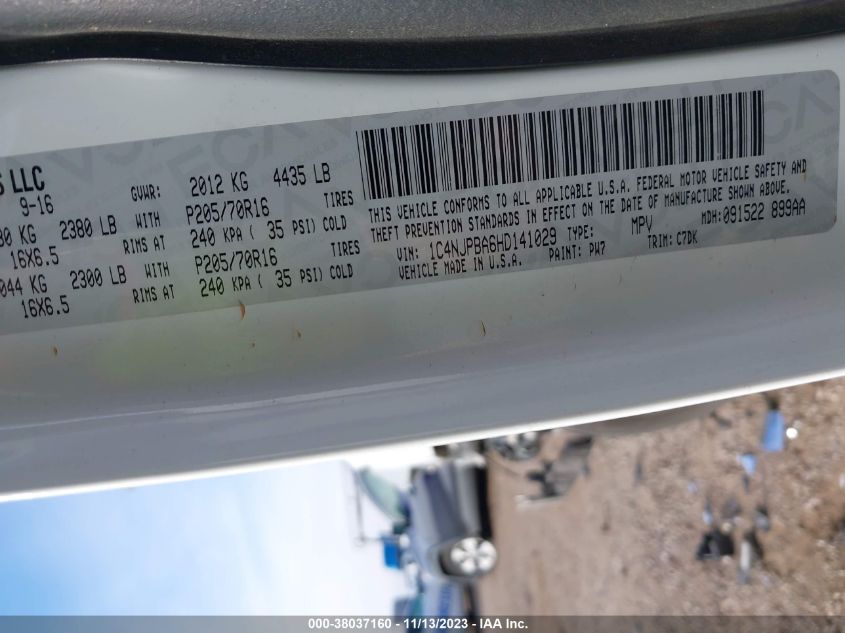 S LLC
9-16
GVWR: 2012 KG 4435 LB
80 KG 2380 LB WITH P205/70R16 TIRES
16X6.5 RIMS AT 240 KPA ( 35 PSI) COLD
044 KG 2300 LB WITH P205/70R16 TIRES
16X6.5 RIMS AT 240 KPA ( 35 PSI) COLD
THIS VEHICLE CONFORMS TO ALL APPLICABLE U.S.A. FEDERAL MOTOR VEHICLE SAFETY AND
THEFT PREVENTION STANDARDS IN EFFECT ON THE DATE OF MANUFACTURE SHOWN ABOVE.
VIN: 1C4NJPBA6HD141029 TYPE: MPV MDH: 091522 899AA
VEHICLE MADE IN U.S.A. PAINT: PW7 TRIM: C7DK
000-38037160 - 11/13/2023 - IAA Inc.